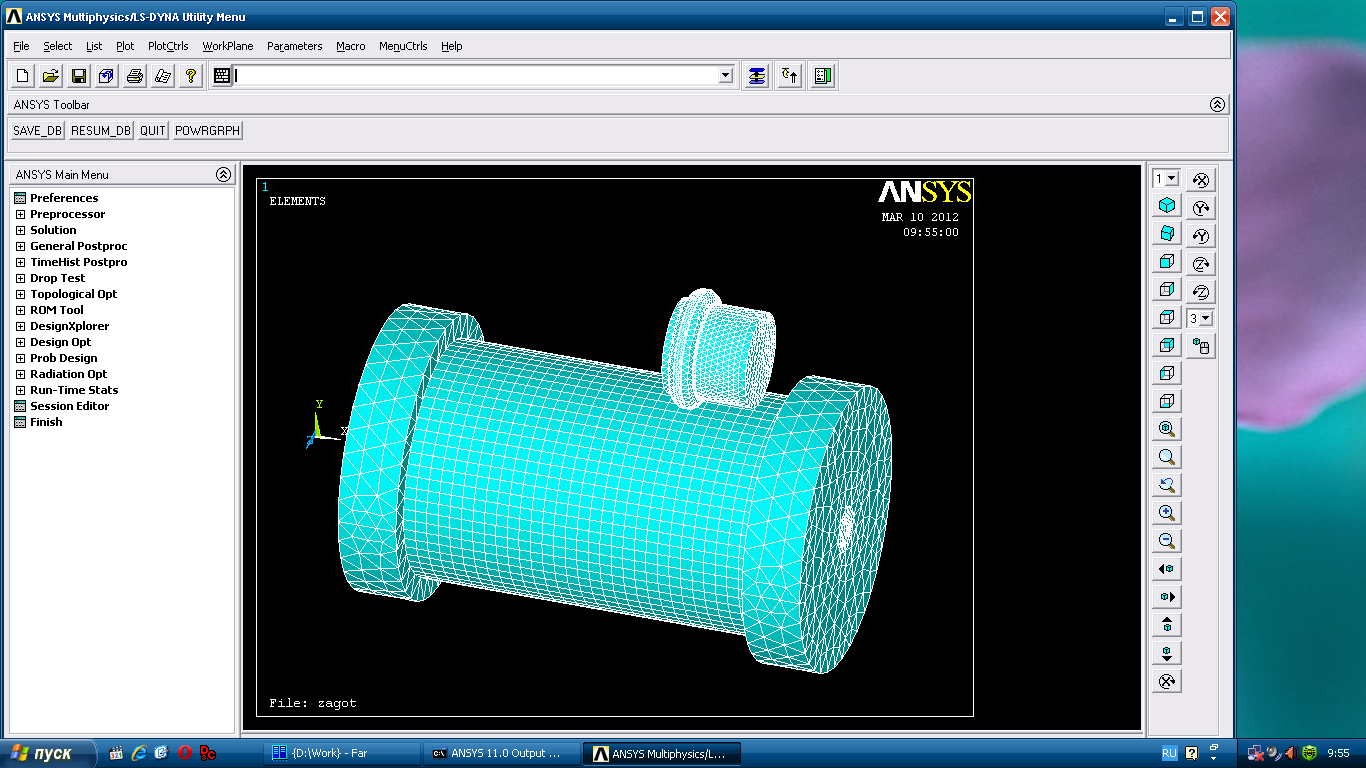 ANSYS Multiphysics/LS-DYNA Utility Menu
File Select List Plot PlotCtrls WorkPlane Parameters Macro MenuCtrls Help
ANSYS Toolbar
SAVE_DB RESUM_DB QUIT POWRGRPH
ANSYS Main Menu
Preferences
Preprocessor
Solution
General Postproc
TimeHist Postpro
Drop Test
Topological Opt
ROM Tool
DesignXplorer
Design Opt
Prob Design
Radiation Opt
Run-Time Stats
Session Editor
Finish
1
ELEMENTS
ANSYS
MAR 10 2012
09:55:00
Y
X
File: zagot
1
X
Y
Y
Z
Z
3
X
пуск
{D:\Work} - Far
ANSYS 11.0 Output ...
ANSYS Multiphysics/L...
RU
9:55